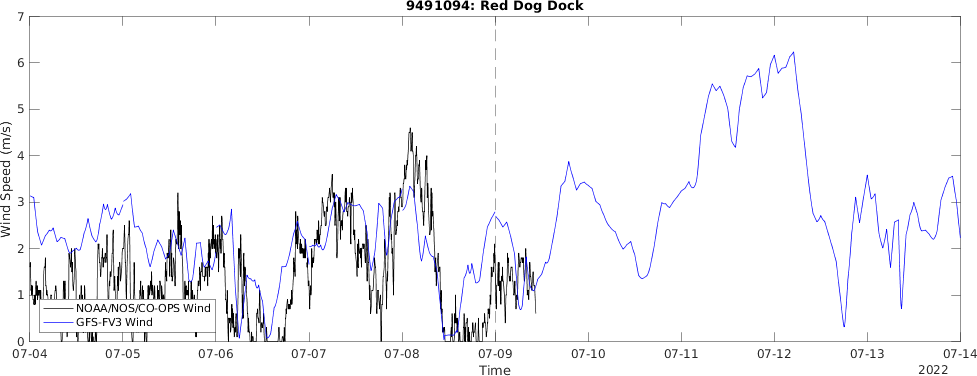 9491094: Red Dog Dock
7
6
5
4
3
2
1
0
Wind Speed (m/s)
NOAA/NOS/CO-OPS Wind
GFS-FV3 Wind
07-04 07-05 07-06 07-07 07-08 07-09 07-10 07-11 07-12 07-13 07-14
Time
2022